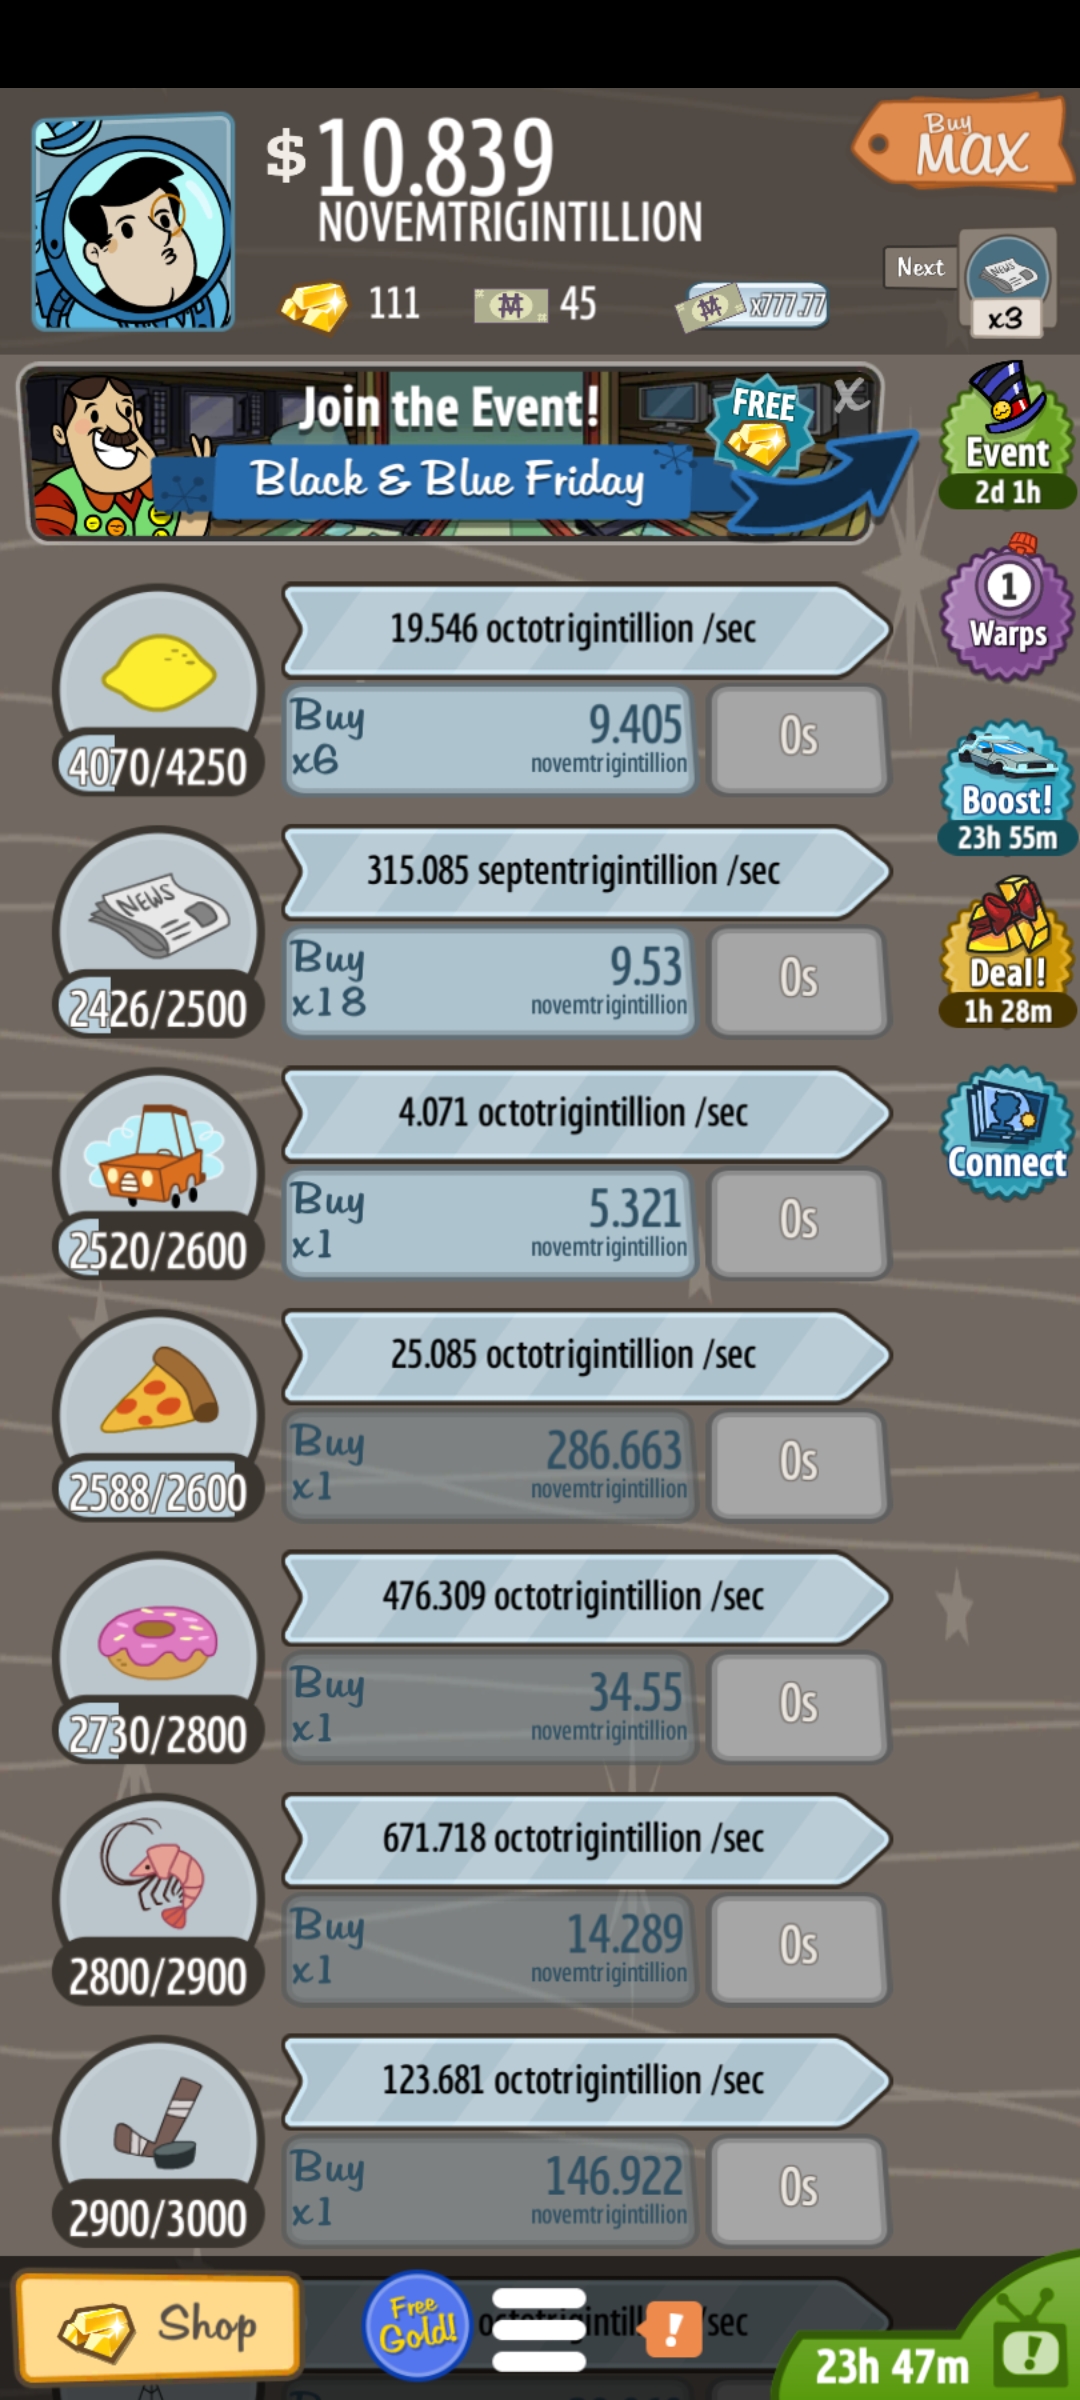 $10.839
NOVEMTRIGINTILLION
Buy
MAX
111
45
x777.77
Next
NEWS
x3
Join the Event!
FREE
X
Black & Blue Friday
Event
2d 1h
1
Warps
19.546 octotrigintillion /sec
4070/4250
Buy
x6
9.405
novemtrigintillion
0s
Boost!
23h 55m
315.085 septentrigintillion /sec
NEWS
2426/2500
Buy
x18
9.53
novemtrigintillion
0s
Deal!
1h 28m
4.071 octotrigintillion /sec
2520/2600
Buy
x1
5.321
novemtrigintillion
0s
Connect
25.085 octotrigintillion /sec
2588/2600
Buy
x1
286.663
novemtrigintillion
0s
476.309 octotrigintillion /sec
2730/2800
Buy
x1
34.55
novemtrigintillion
0s
671.718 octotrigintillion /sec
2800/2900
Buy
x1
14.289
novemtrigintillion
0s
123.681 octotrigintillion /sec
2900/3000
Buy
x1
146.922
novemtrigintillion
0s
Shop
Free
Gold!
!
/sec
23h 47m
!